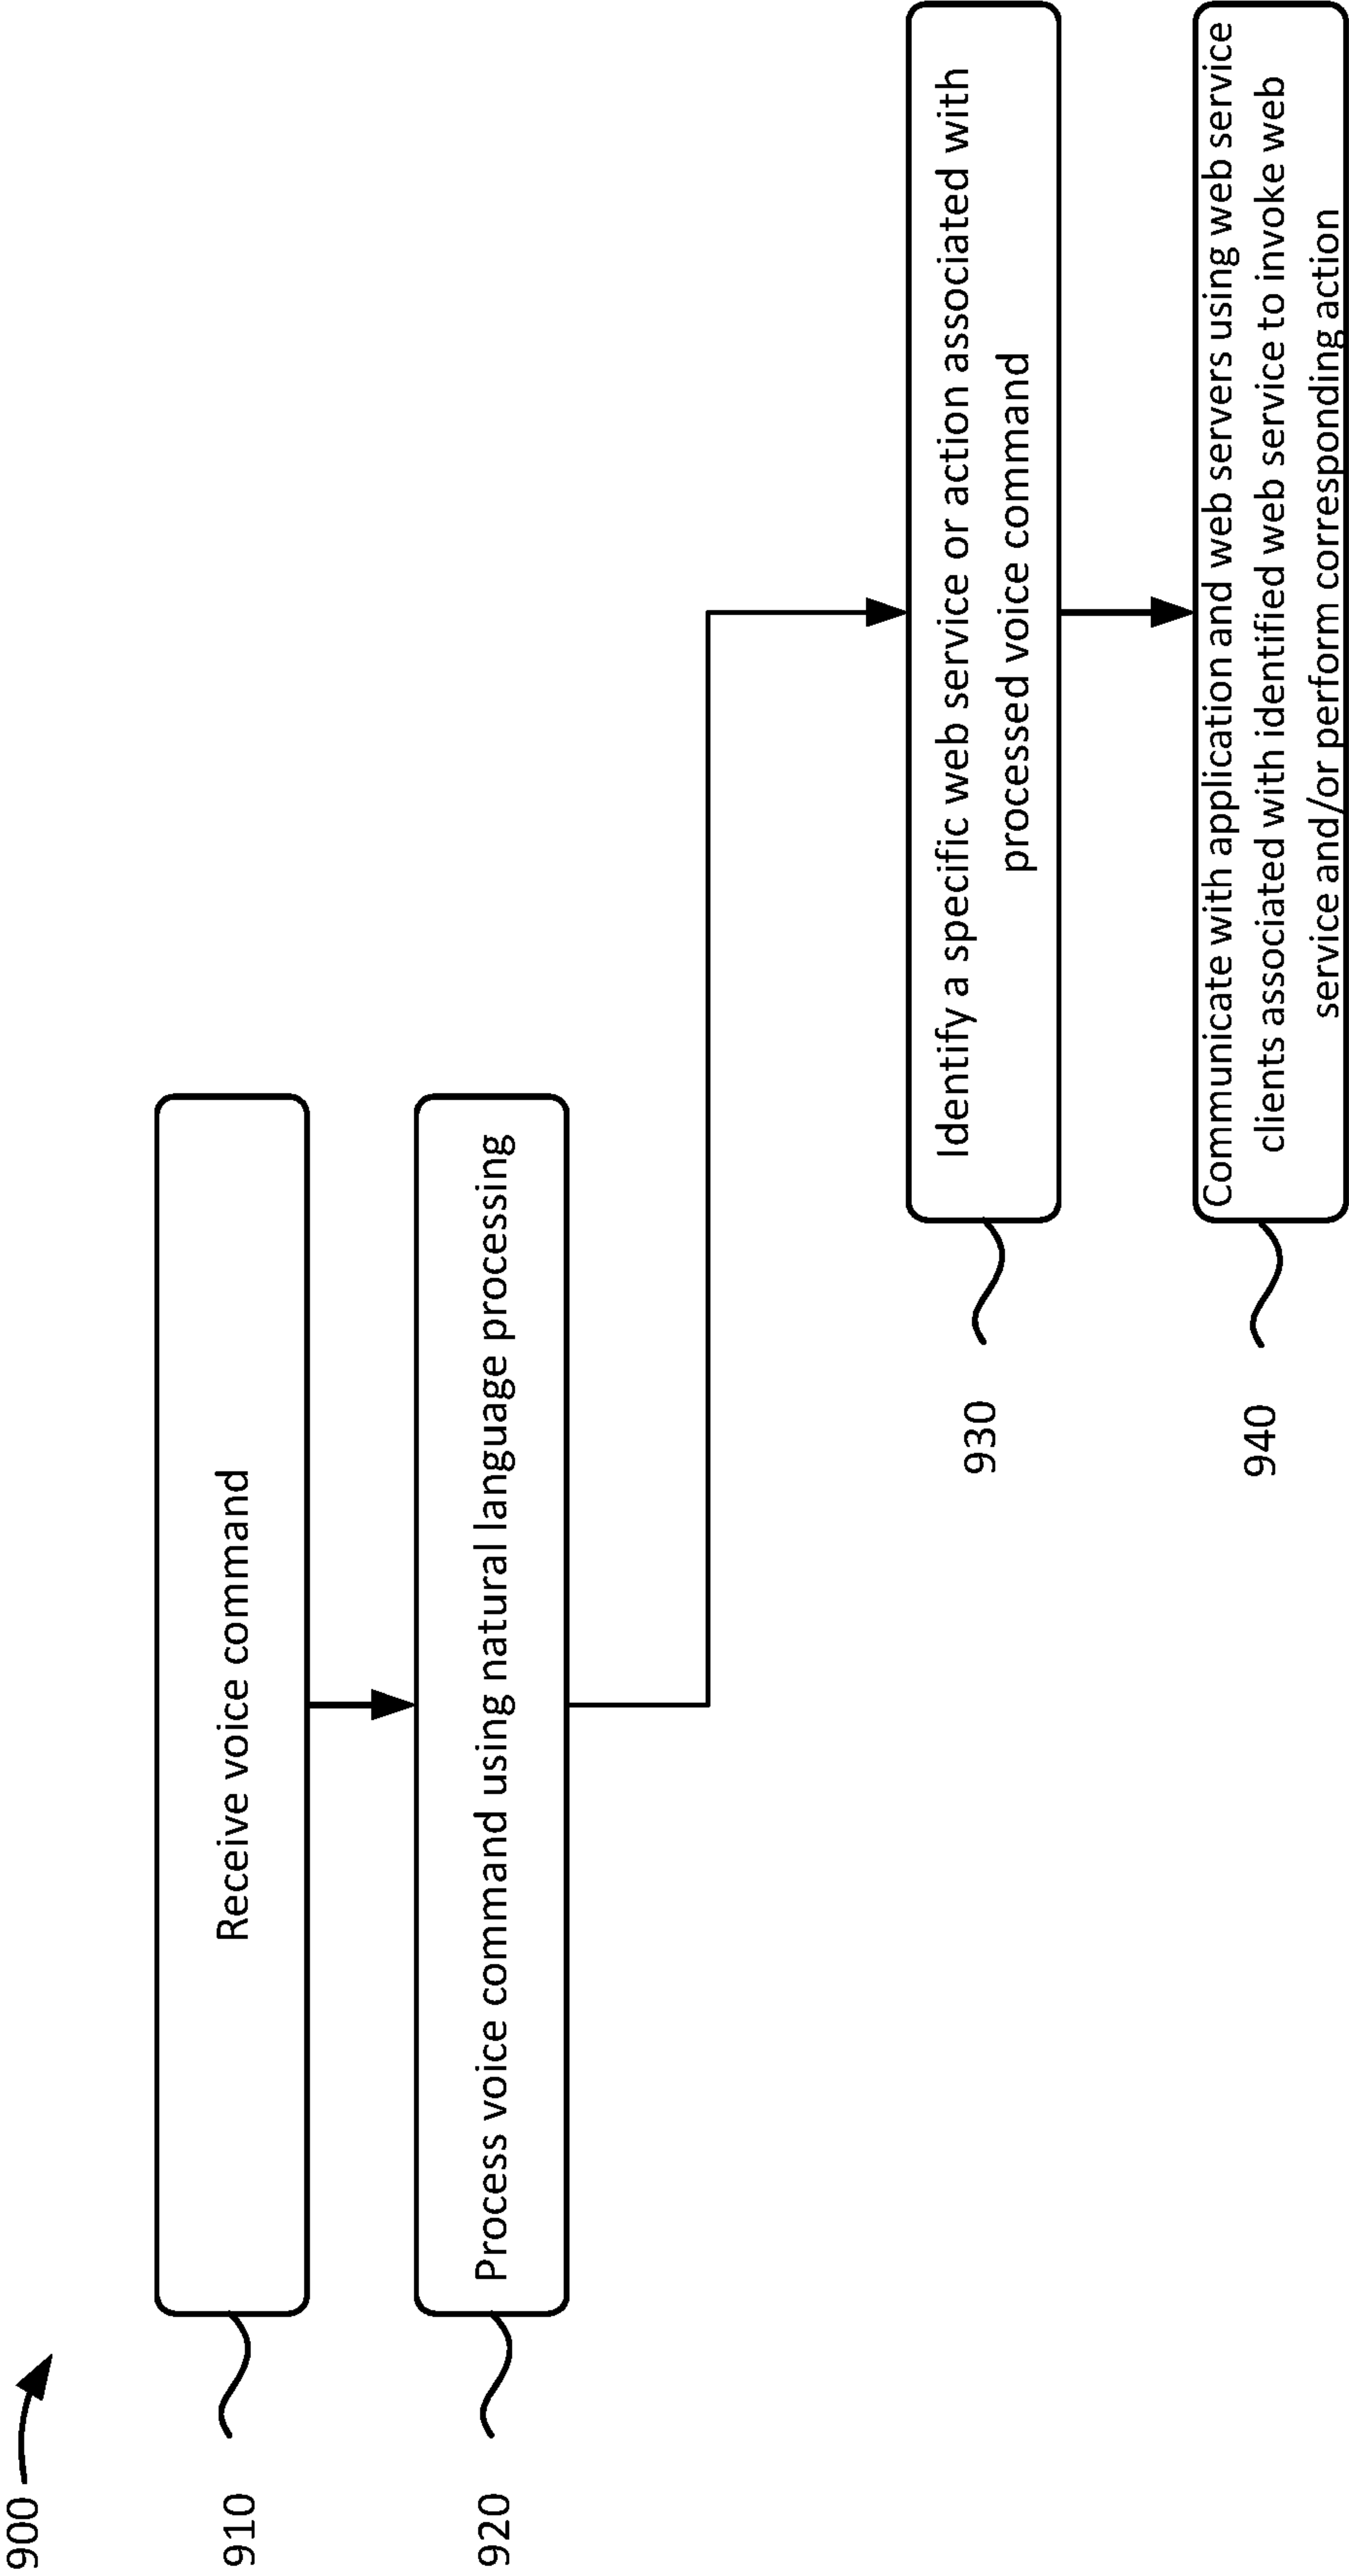 900
910
Receive voice command
920
Process voice command using natural language processing
930
Identify a specific web service or action associated with
processed voice command
940
Communicate with application and web servers using web service
clients associated with identified web service to invoke web
service and/or perform corresponding action